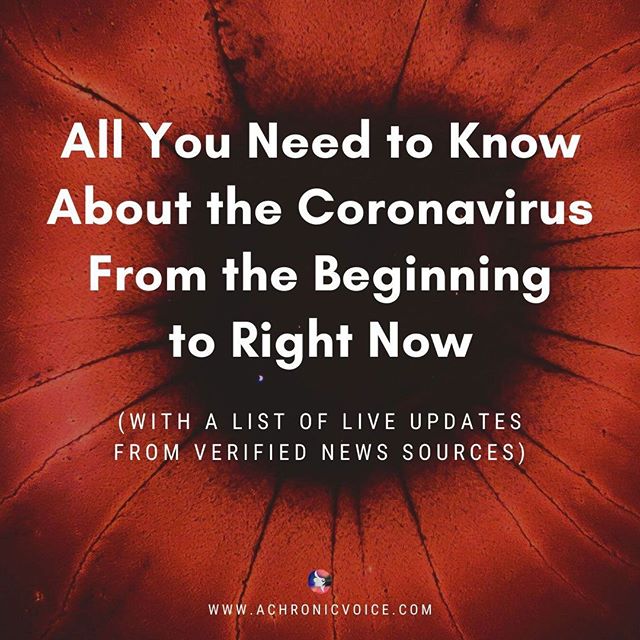 All You Need to Know
About the Coronavirus
From the Beginning
to Right Now
(WITH A LIST OF LIVE UPDATES
FROM VERIFIED NEWS SOURCES)
WWW.ACHRONICVOICE.COM